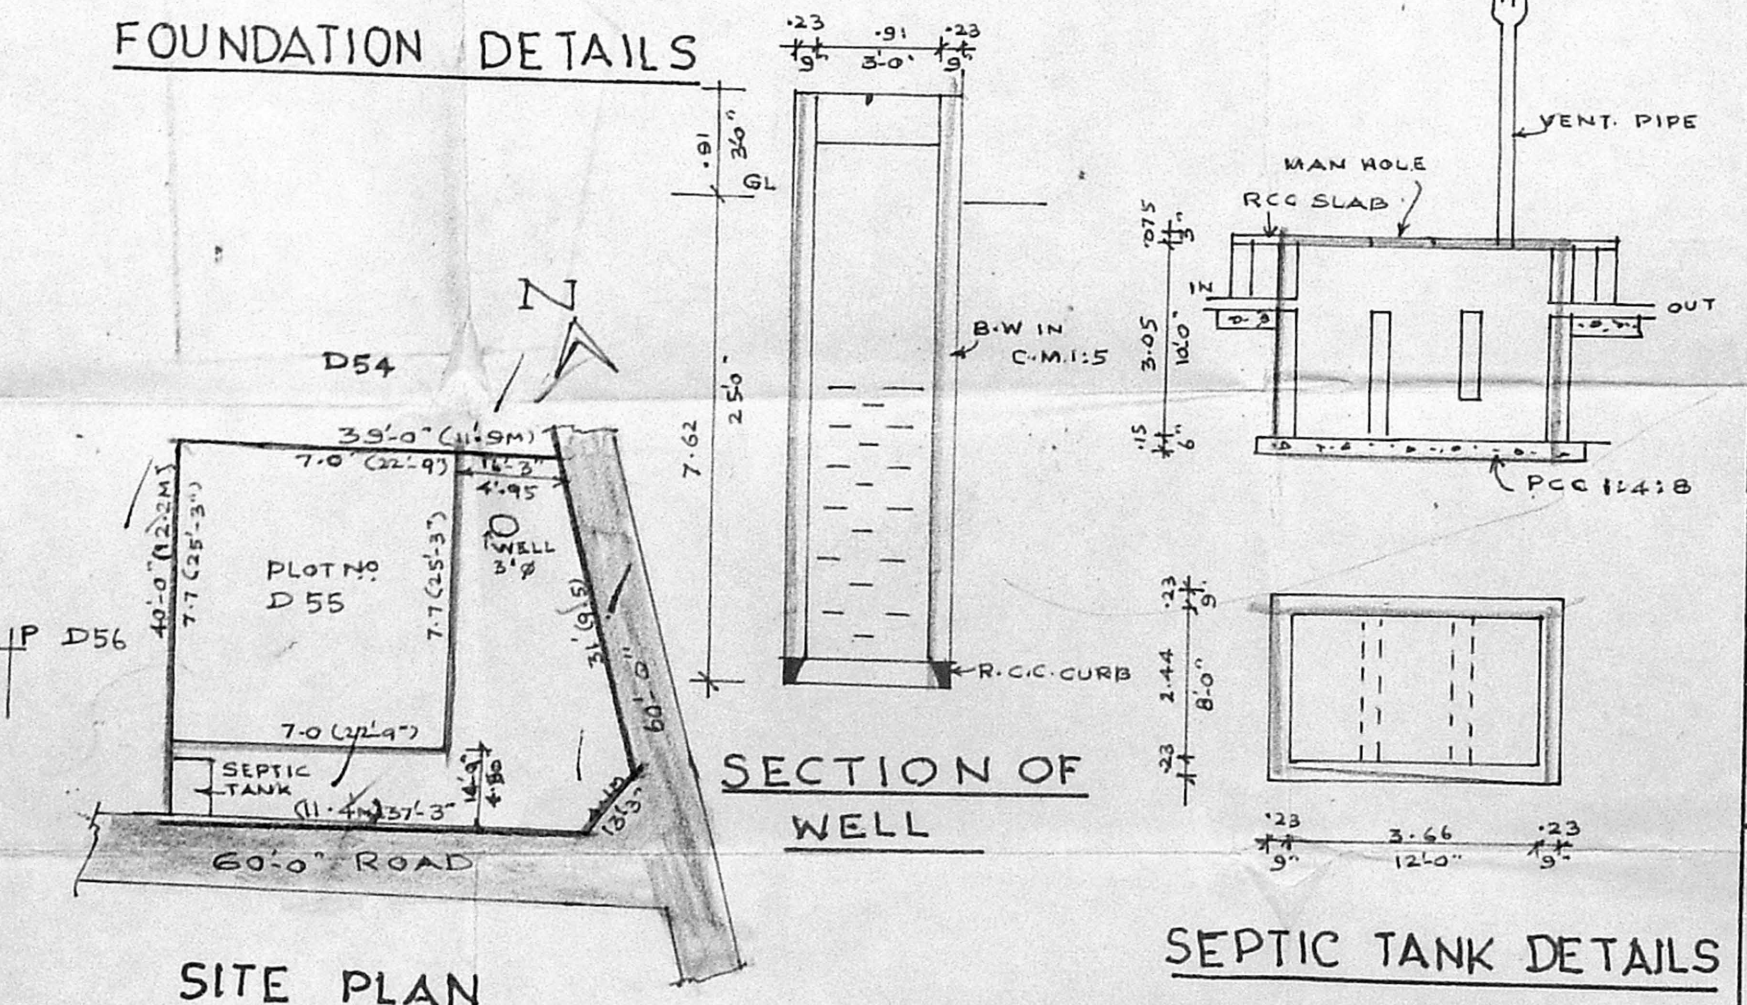 FOUNDATION DETAILS
.23 .91 .23
9" 3'-0" 9"
.91
3'-0"
GL
7.62
25'-0"
B.W IN
C.M.1:5
R.C.C. CURB
SECTION OF
WELL
VENT. PIPE
MAN HOLE
RCC SLAB
.075
3"
IN
OUT
3.05
10'-0"
.15
6"
PCC 1:4:8
.23
9"
2.44
8'-0"
.23
.23 3.66 .23
9" 12'-0" 9"
SEPTIC TANK DETAILS
N
D54
39'-0" (11.9M)
7.0 (22'-9") 16'-3"
4.95
40'-0" (12.2M)
7.7 (25'-3")
PLOT NO
D 55
7.7 (25'-3")
WELL
3'Ø
31' (9.5)
60'-0"
IP D56
7.0 (22'-9")
SEPTIC
TANK
14'-9"
4.50
(11.4M) 37'-3"
13'-3"
60'-0" ROAD
SITE PLAN